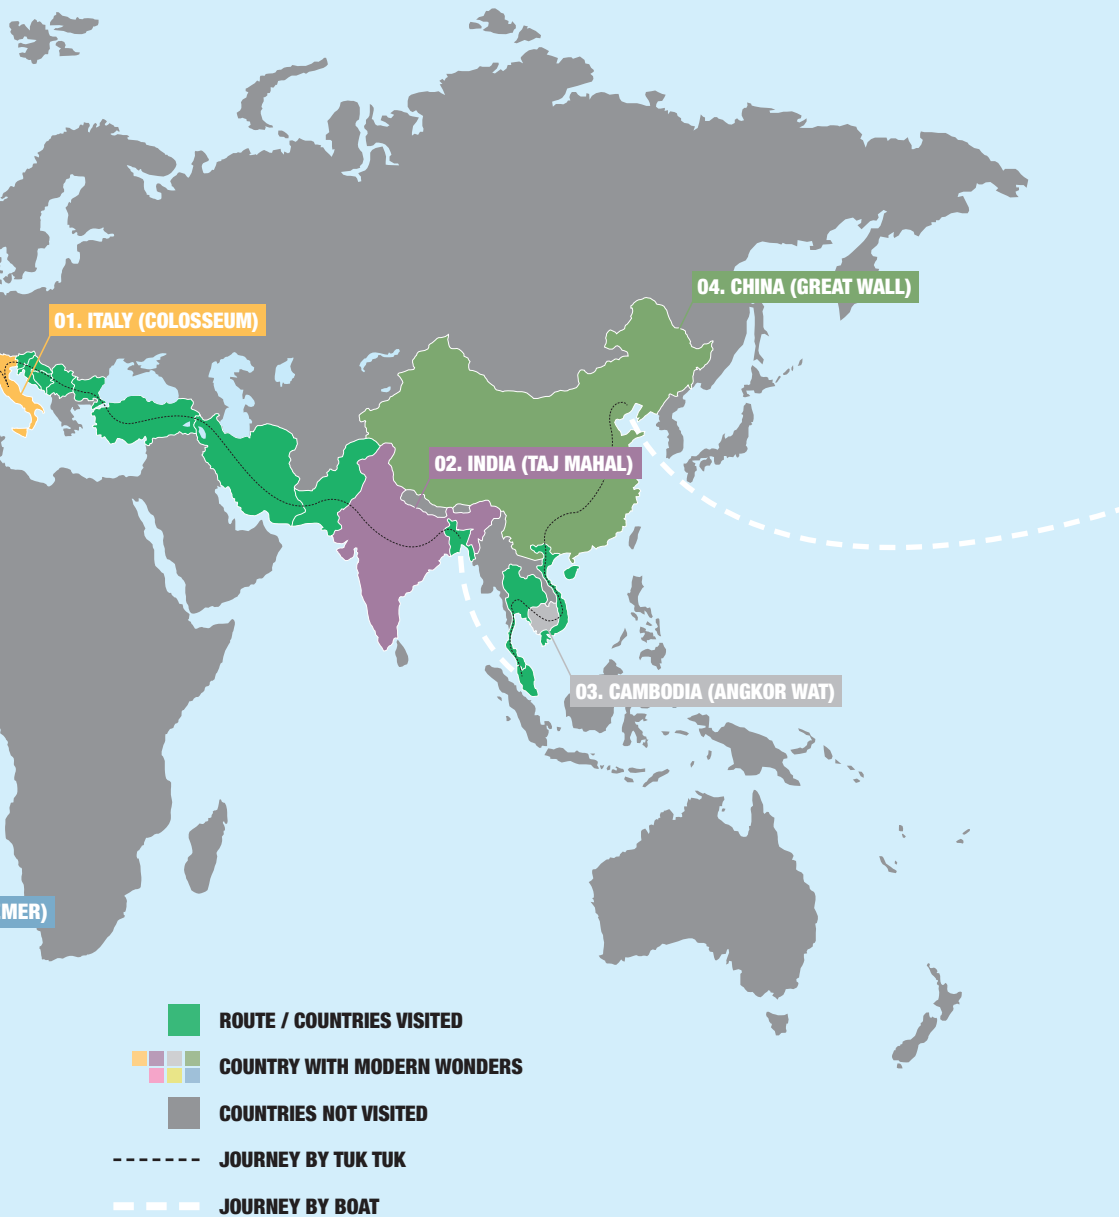 04. CHINA (GREAT WALL)
01. ITALY (COLOSSEUM)
02. INDIA (TAJ MAHAL)
03. CAMBODIA (ANGKOR WAT)
MER)
ROUTE / COUNTRIES VISITED
COUNTRY WITH MODERN WONDERS
COUNTRIES NOT VISITED
JOURNEY BY TUK TUK
JOURNEY BY BOAT